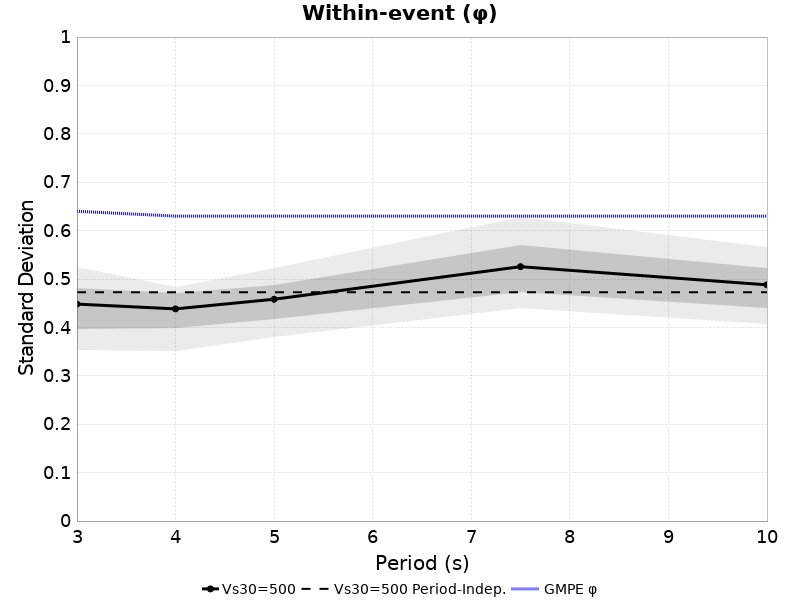 Within-event (φ)
1
0.9
0.8
0.7
0.6
0.5
0.4
0.3
0.2
0.1
0
Standard Deviation
3 4 5 6 7 8 9 10
Period (s)
Vs30=500 Vs30=500 Period-Indep. GMPE φ